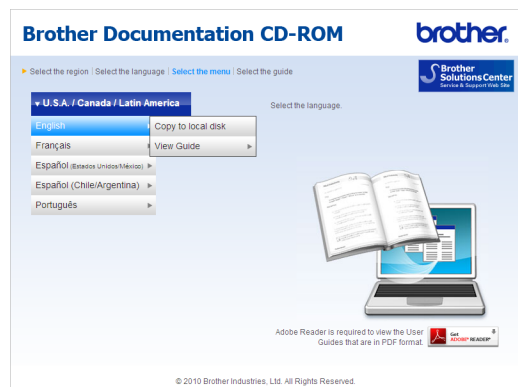 Brother Documentation CD-ROM
brother®
Select the region | Select the language | Select the menu | Select the guide
Brother
Solutions Center
Service & Support Web Site
U.S.A. / Canada / Latin America
Select the language.
English
Copy to local disk
Français
View Guide
Español (Estados Unidos/México)
Español (Chile/Argentina)
Português
Adobe Reader is required to view the User
Guides that are in PDF format.
Get
ADOBE® READER®
© 2010 Brother Industries, Ltd. All Rights Reserved.